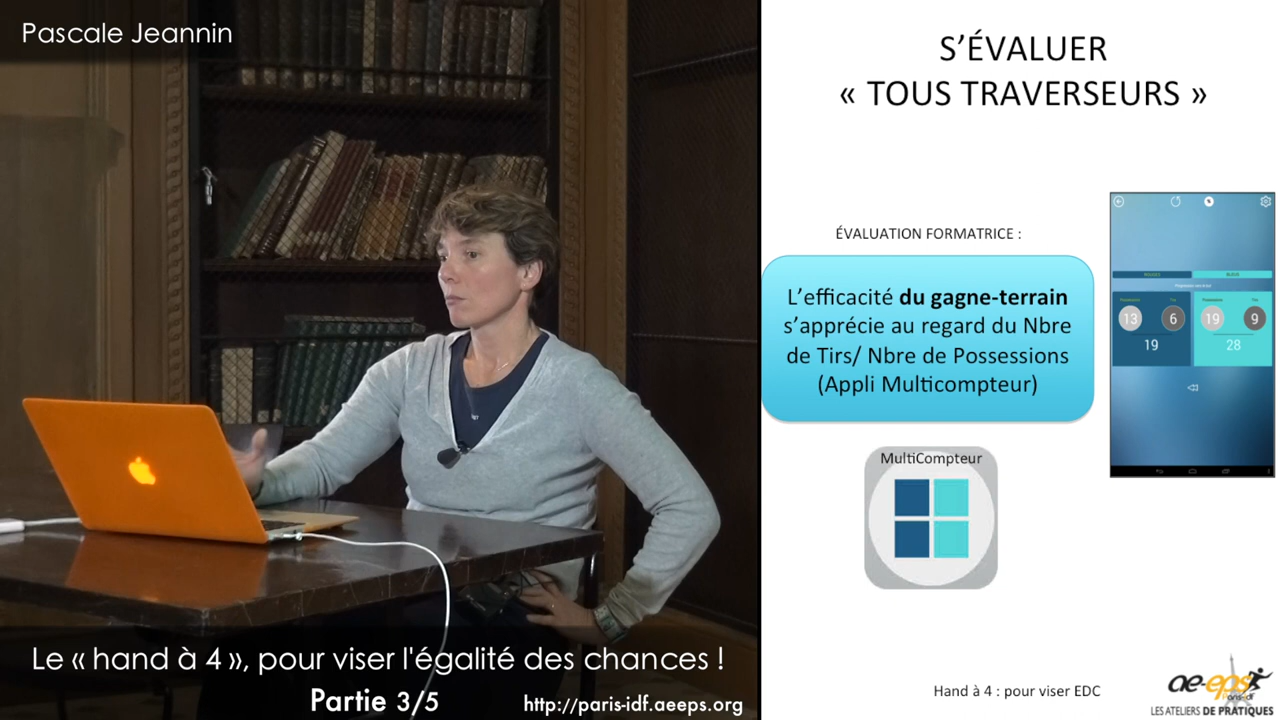 Pascale Jeannin
S'ÉVALUER
« TOUS TRAVERSEURS »
ÉVALUATION FORMATRICE :
L'efficacité du gagne-terrain
s'apprécie au regard du Nbre
de Tirs/ Nbre de Possessions
(Appli Multicompteur)
13 6 19 9
19 28
MultiCompteur
Le « hand à 4 », pour viser l'égalité des chances !
Partie 3/5 http://paris-idf.aeeps.org
Hand à 4 : pour viser EDC
ae-eps
Paris-idf
LES ATELIERS DE PRATIQUES